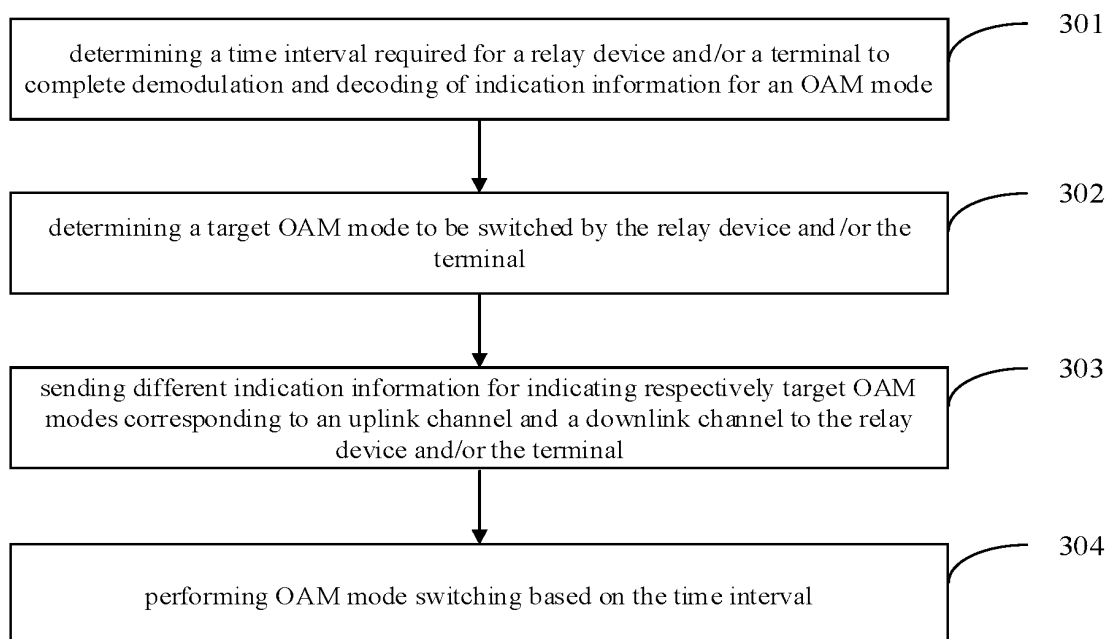 301
determining a time interval required for a relay device and/or a terminal to
complete demodulation and decoding of indication information for an OAM mode
302
determining a target OAM mode to be switched by the relay device and/or the
terminal
303
sending different indication information for indicating respectively target OAM
modes corresponding to an uplink channel and a downlink channel to the relay
device and/or the terminal
304
performing OAM mode switching based on the time interval